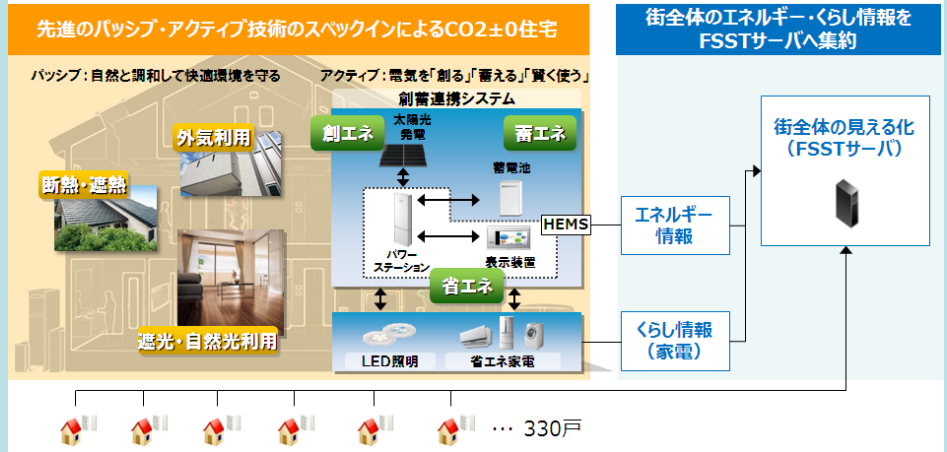 先進のパッシブ・アクティブ技術のスペックインによるCO2±0住宅
街全体のエネルギー・くらし情報を
FSSTサーバへ集約
パッシブ：自然と調和して快適環境を守る
アクティブ：電気を「創る」「蓄える」「賢く使う」
創蓄連携システム
外気利用
断熱・遮熱
遮光・自然光利用
創エネ
太陽光
発電
蓄エネ
蓄電池
HEMS
パワー
ステーション
表示装置
省エネ
LED照明
省エネ家電
エネルギー
情報
くらし情報
（家電）
街全体の見える化
（FSSTサーバ）
… 330戸